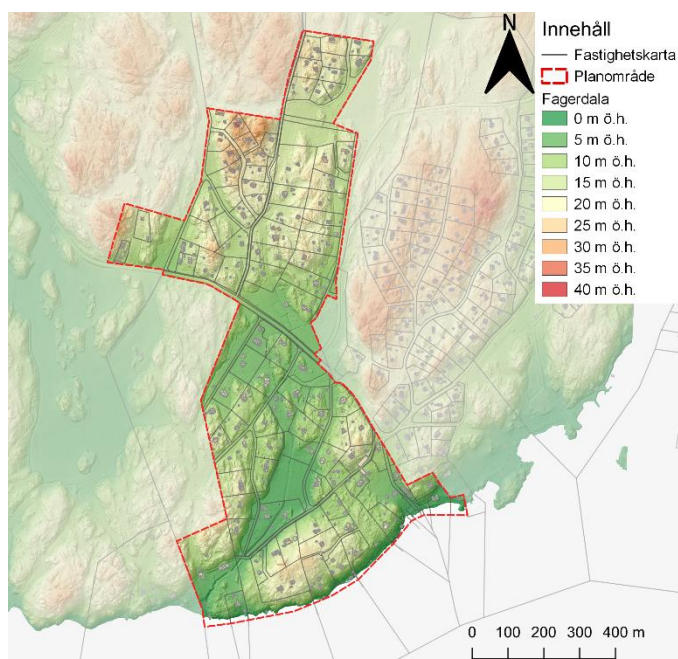 N
Innehåll
Fastighetskarta
Planområde
Fagerdala
0 m ö.h.
5 m ö.h.
10 m ö.h.
15 m ö.h.
20 m ö.h.
25 m ö.h.
30 m ö.h.
35 m ö.h.
40 m ö.h.
0 100 200 300 400 m